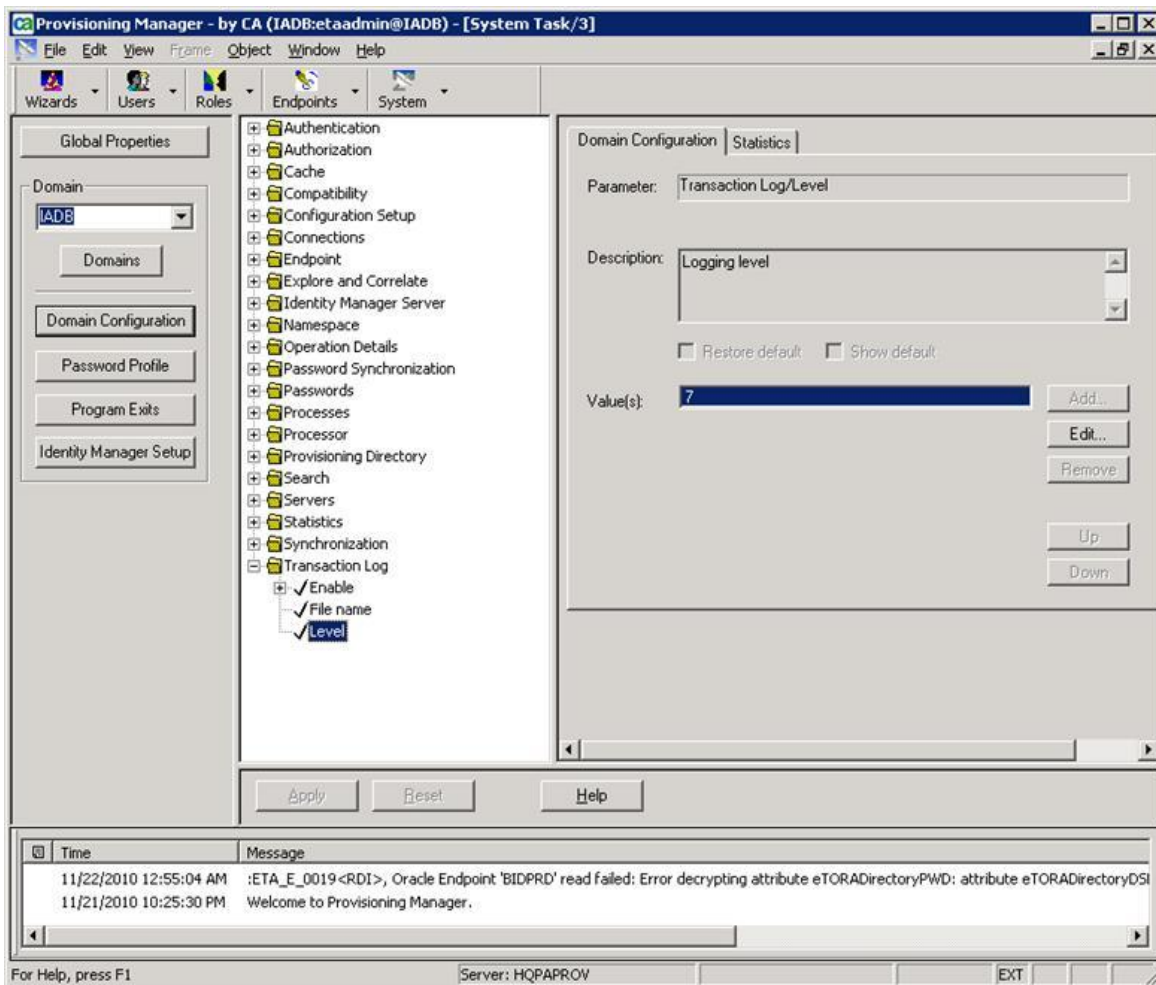 ca Provisioning Manager - by CA (IADB:etaadmin@IADB) - [System Task/3]
File Edit View Frame Object Window Help
Wizards Users Roles Endpoints System
Global Properties
Domain
IADB
Domains
Domain Configuration
Password Profile
Program Exits
Identity Manager Setup
Authentication
Authorization
Cache
Compatibility
Configuration Setup
Connections
Endpoint
Explore and Correlate
Identity Manager Server
Namespace
Operation Details
Password Synchronization
Passwords
Processes
Processor
Provisioning Directory
Search
Servers
Statistics
Synchronization
Transaction Log
Enable
File name
Level
Domain Configuration Statistics
Parameter: Transaction Log/Level
Description: Logging level
Restore default Show default
Value(s): 7
Add...
Edit...
Remove
Up
Down
Apply Reset Help
Time Message
11/22/2010 12:55:04 AM :ETA_E_0019<RDI>, Oracle Endpoint 'BIDPRD' read failed: Error decrypting attribute eTORADirectoryPWD: attribute eTORADirectoryDS
11/21/2010 10:25:30 PM Welcome to Provisioning Manager.
For Help, press F1 Server: HQPAPROV EXT